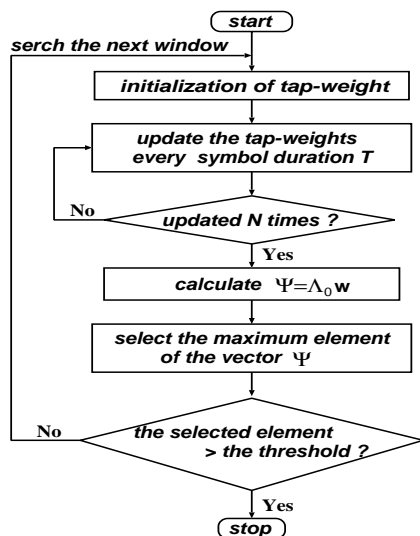 start
serch the next window
initialization of tap-weight
update the tap-weights
every symbol duration T
No
updated N times ?
Yes
calculate Ψ=Λ₀w
select the maximum element
of the vector Ψ
No
the selected element
> the threshold ?
Yes
stop